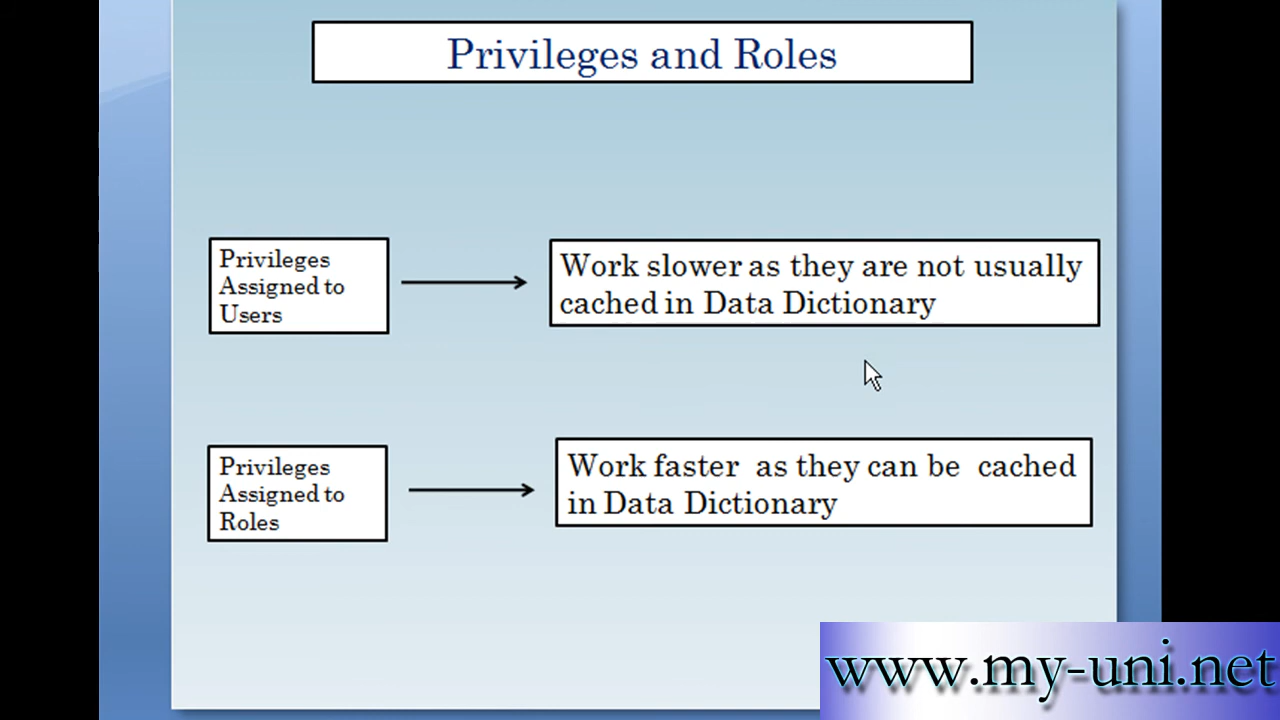 Privileges and Roles
Privileges
Assigned to
Users
Work slower as they are not usually
cached in Data Dictionary
Privileges
Assigned to
Roles
Work faster as they can be cached
in Data Dictionary
www.my-uni.net